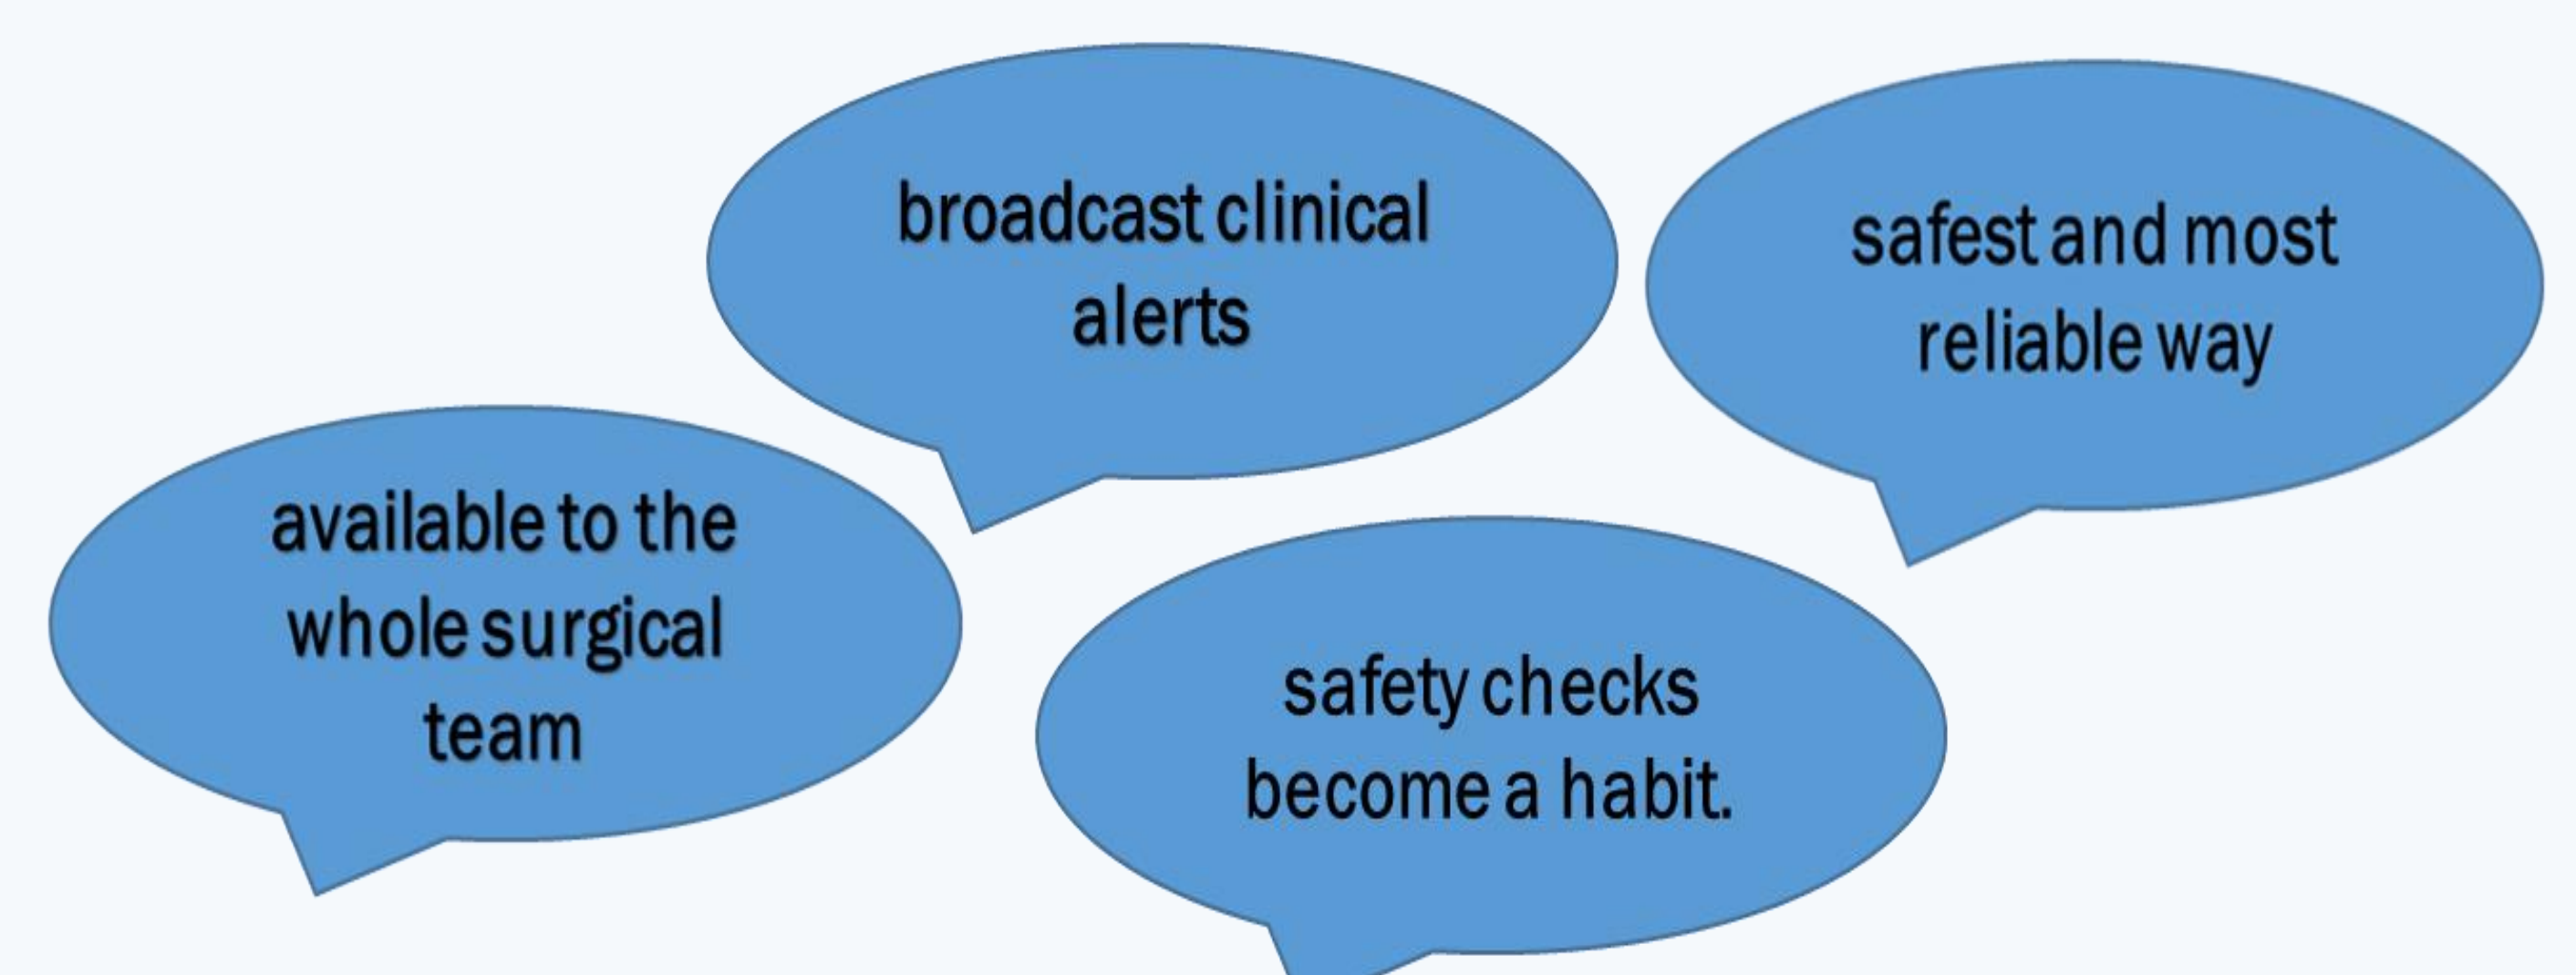 broadcast clinical
alerts
safest and most
reliable way
available to the
whole surgical
team
safety checks
become a habit.